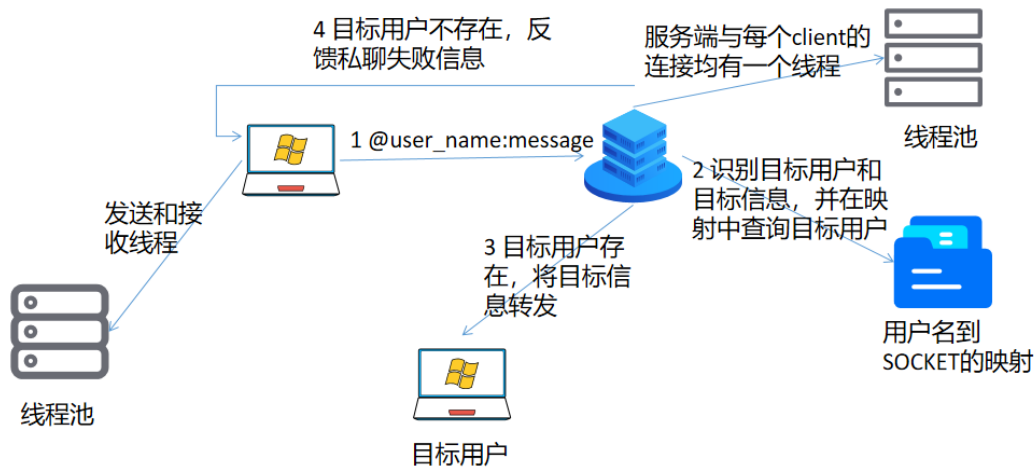 4 目标用户不存在，反
馈私聊失败信息
服务端与每个client的
连接均有一个线程
线程池
1 @user_name:message
2 识别目标用户和
目标信息，并在映
射中查询目标用户
发送和接
收线程
3 目标用户存
在，将目标信
息转发
用户名到
SOCKET的映射
线程池
目标用户